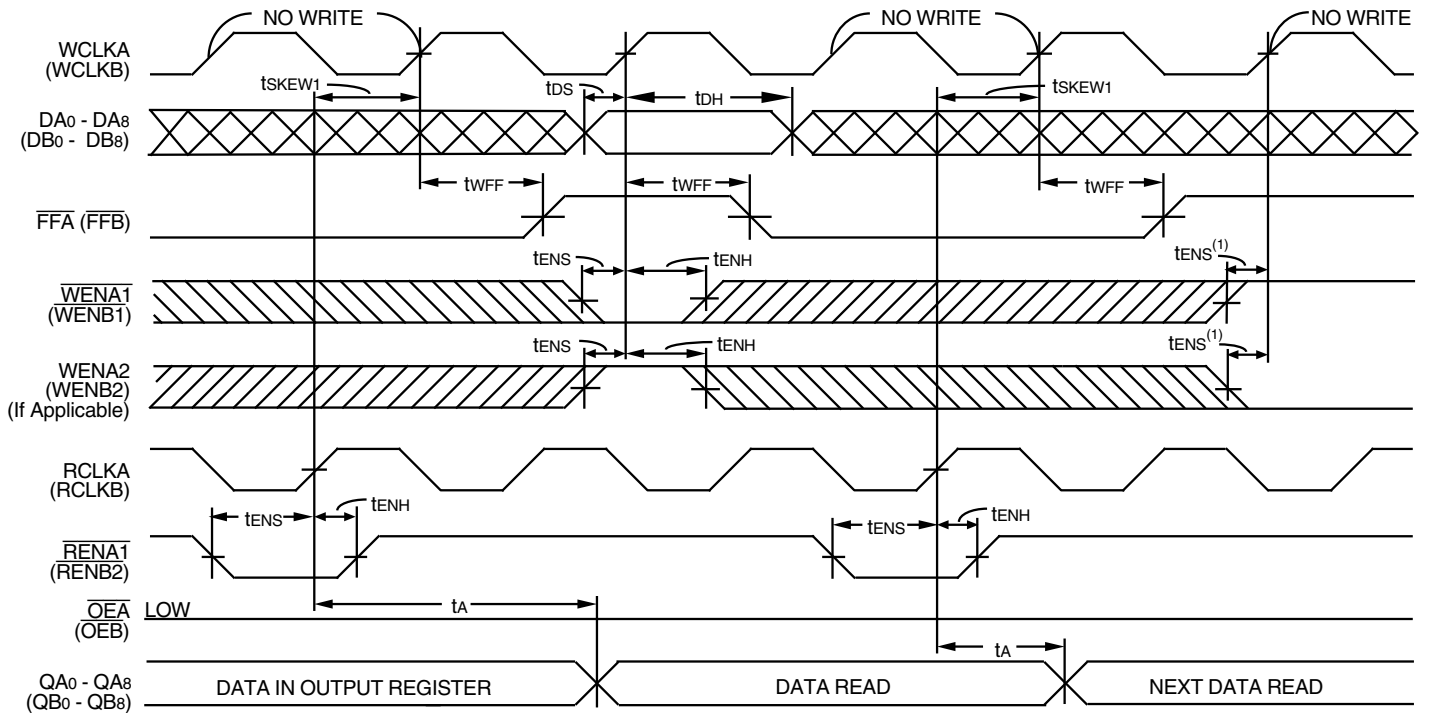 NO WRITE NO WRITE NO WRITE
WCLKA
(WCLKB)
tSKEW1 tDS tDH tSKEW1
DA0 - DA8
(DB0 - DB8)
tWFF tWFF tWFF
FFA (FFB)
tENS tENH tENS(1)
WENA1
(WENB1)
tENS tENH tENS(1)
WENA2
(WENB2)
(If Applicable)
RCLKA
(RCLKB)
tENS tENH tENS tENH
RENA1
(RENB2)
tA
OEA LOW
(OEB)
tA
QA0 - QA8
(QB0 - QB8)
DATA IN OUTPUT REGISTER DATA READ NEXT DATA READ